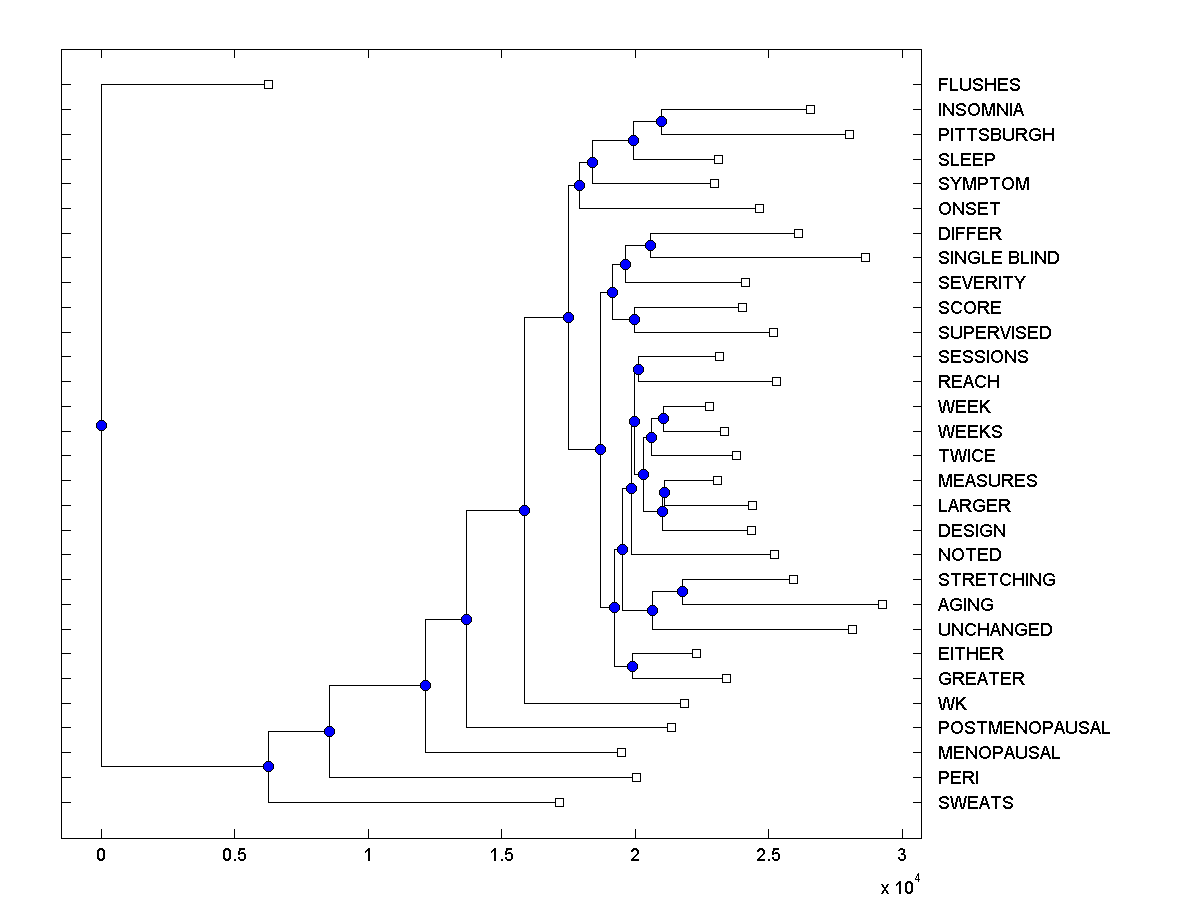 FLUSHES
INSOMNIA
PITTSBURGH
SLEEP
SYMPTOM
ONSET
DIFFER
SINGLE BLIND
SEVERITY
SCORE
SUPERVISED
SESSIONS
REACH
WEEK
WEEKS
TWICE
MEASURES
LARGER
DESIGN
NOTED
STRETCHING
AGING
UNCHANGED
EITHER
GREATER
WK
POSTMENOPAUSAL
MENOPAUSAL
PERI
SWEATS
0 0.5 1 1.5 2 2.5 3
x 10^4